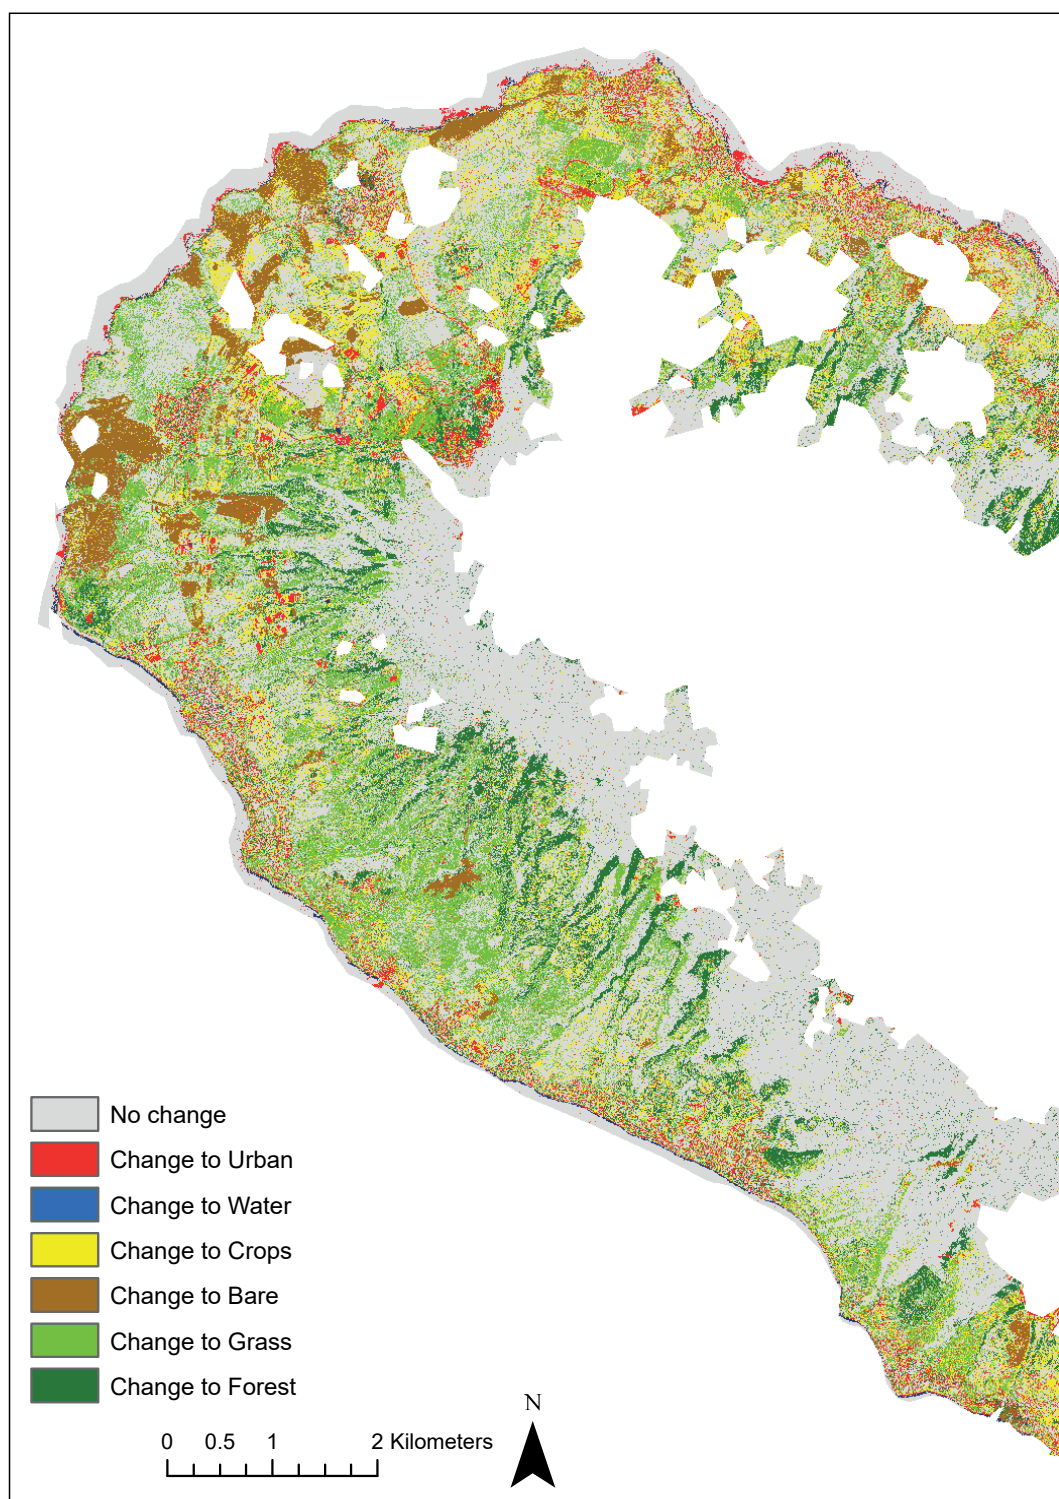 No change
Change to Urban
Change to Water
Change to Crops
Change to Bare
Change to Grass
Change to Forest
N
0 0.5 1 2 Kilometers